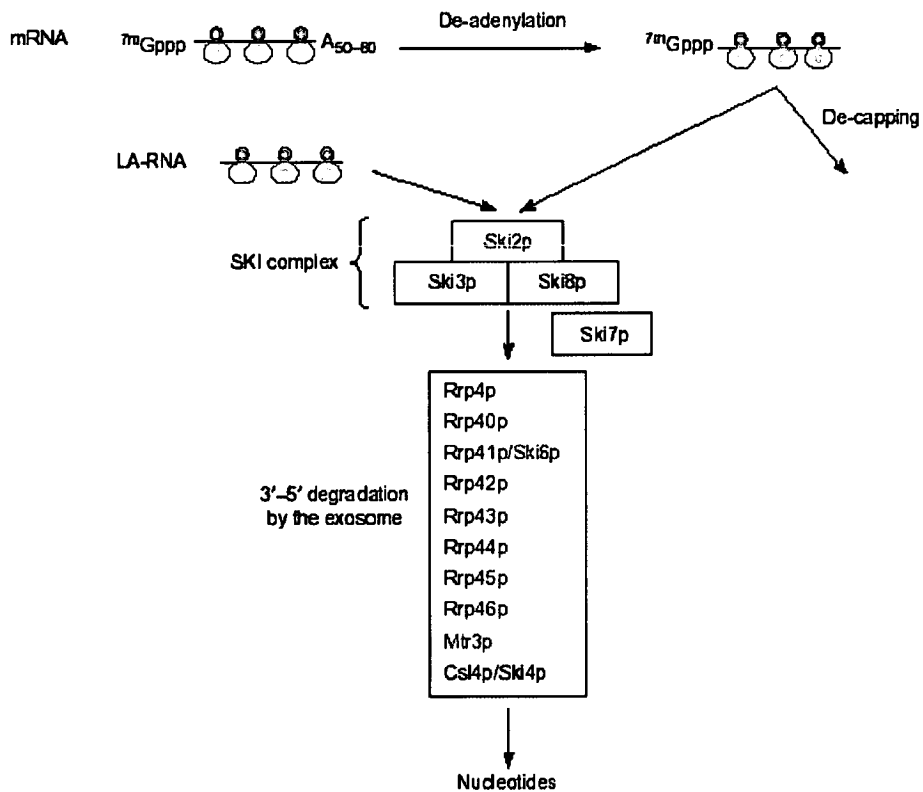 De-adenylation
mRNA 7mGppp A50–80 7mGppp
De-capping
LA-RNA
Ski2p
SKI complex
Ski3p Ski8p
Ski7p
Rrp4p
Rrp40p
Rrp41p/Ski6p
Rrp42p
3′–5′ degradation
Rrp43p
by the exosome
Rrp44p
Rrp45p
Rrp46p
Mtr3p
Csl4p/Ski4p
Nucleotides